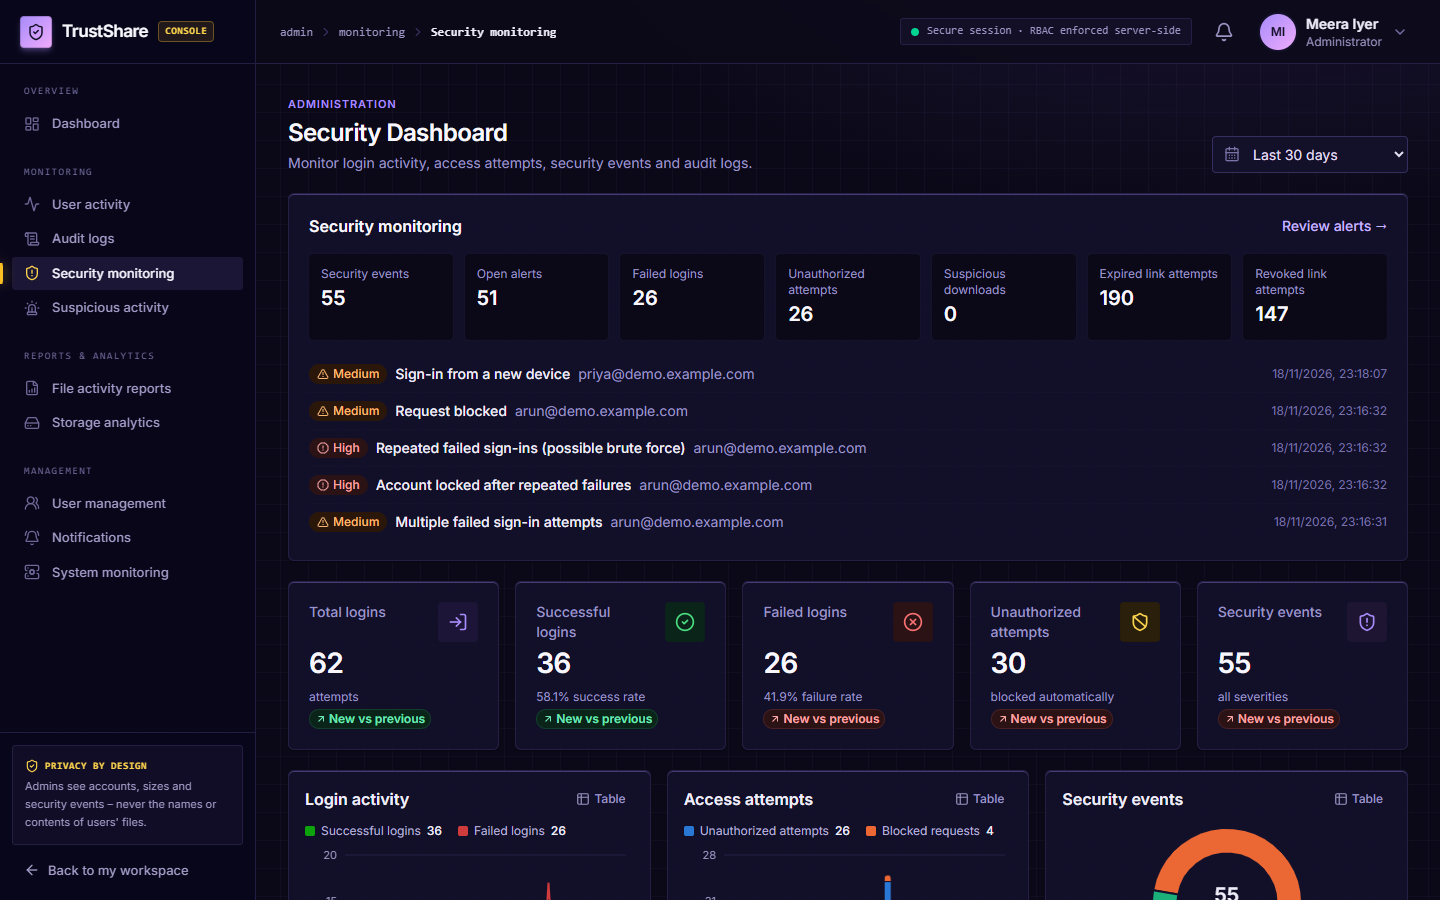 TrustShare CONSOLE
admin > monitoring > Security monitoring
Secure session · RBAC enforced server-side
MI
Meera Iyer
Administrator
OVERVIEW
Dashboard
MONITORING
User activity
Audit logs
Security monitoring
Suspicious activity
REPORTS & ANALYTICS
File activity reports
Storage analytics
MANAGEMENT
User management
Notifications
System monitoring
PRIVACY BY DESIGN
Admins see accounts, sizes and
security events – never the names or
contents of users' files.
← Back to my workspace
ADMINISTRATION
Security Dashboard
Monitor login activity, access attempts, security events and audit logs.
Last 30 days
Security monitoring
Review alerts →
Security events
55
Open alerts
51
Failed logins
26
Unauthorized
attempts
26
Suspicious
downloads
0
Expired link attempts
190
Revoked link
attempts
147
Medium Sign-in from a new device priya@demo.example.com 18/11/2026, 23:18:07
Medium Request blocked arun@demo.example.com 18/11/2026, 23:16:32
High Repeated failed sign-ins (possible brute force) arun@demo.example.com 18/11/2026, 23:16:32
High Account locked after repeated failures arun@demo.example.com 18/11/2026, 23:16:32
Medium Multiple failed sign-in attempts arun@demo.example.com 18/11/2026, 23:16:31
Total logins
62
attempts
New vs previous
Successful
logins
36
58.1% success rate
New vs previous
Failed logins
26
41.9% failure rate
New vs previous
Unauthorized
attempts
30
blocked automatically
New vs previous
Security events
55
all severities
New vs previous
Login activity
Table
Successful logins 36 Failed logins 26
20
Access attempts
Table
Unauthorized attempts 26 Blocked requests 4
28
Security events
Table
55